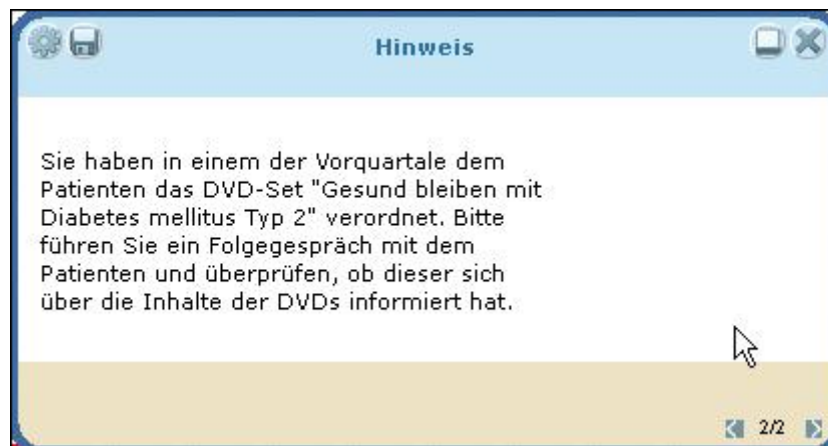 Hinweis
Sie haben in einem der Vorquartale dem
Patienten das DVD-Set "Gesund bleiben mit
Diabetes mellitus Typ 2" verordnet. Bitte
führen Sie ein Folgegespräch mit dem
Patienten und überprüfen, ob dieser sich
über die Inhalte der DVDs informiert hat.
2/2